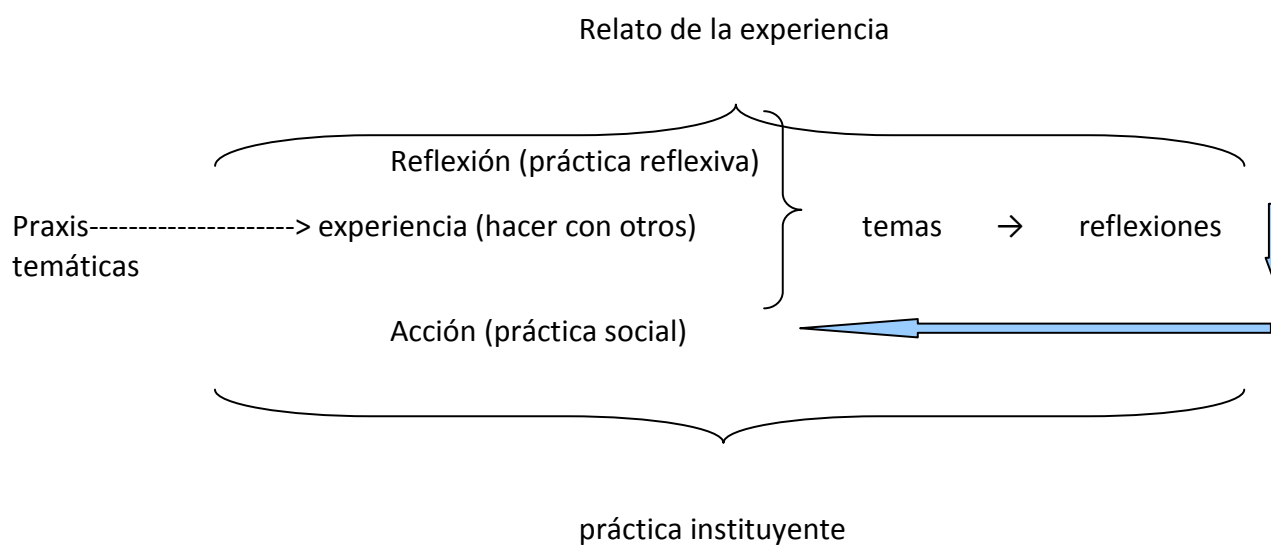 Relato de la experiencia
Reflexión (práctica reflexiva)
Praxis---------------------> experiencia (hacer con otros) temas → reflexiones
temáticas
Acción (práctica social)
práctica instituyente